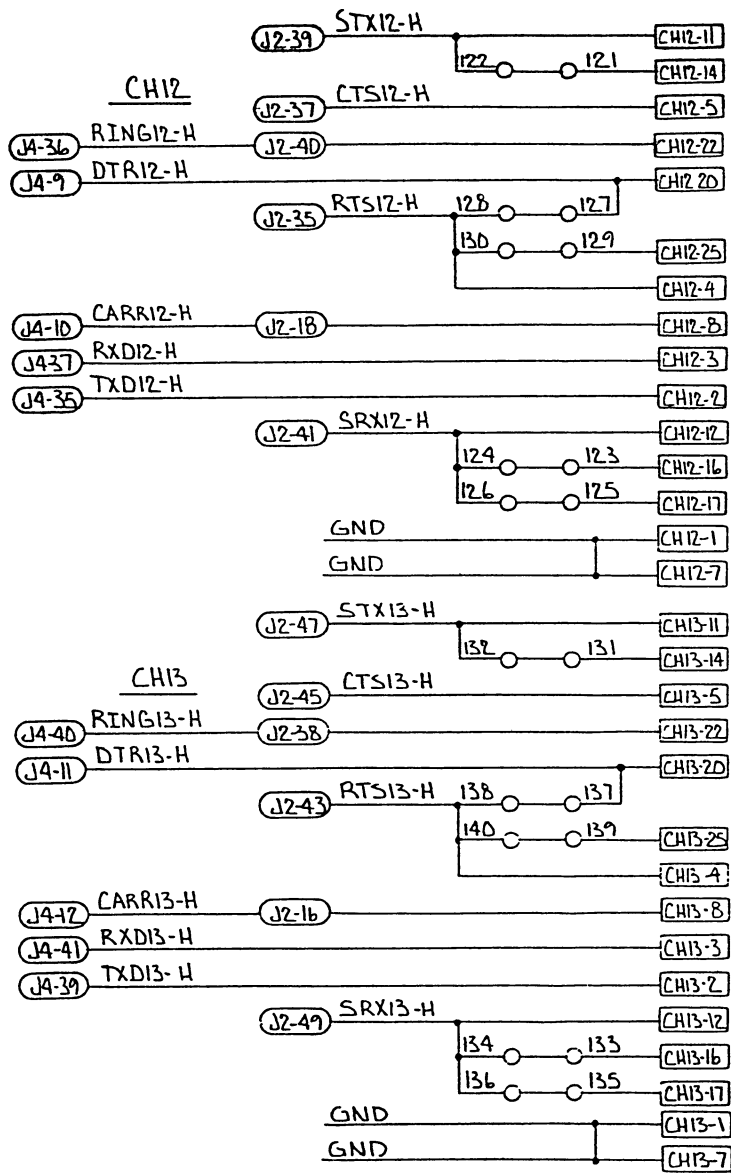 J2-39 STX12-H CH12-11
122 121 CH12-14
CH12
J2-37 CTS12-H CH12-5
J4-36 RING12-H J2-40 CH12-22
J4-9 DTR12-H CH12 20
J2-35 RTS12-H 128 127
130 129 CH12-25
CH12-4
J4-10 CARR12-H J2-18 CH12-8
J4-37 RXD12-H CH12-3
J4-35 TXD12-H CH12-2
J2-41 SRX12-H CH12-12
124 123 CH12-16
126 125 CH12-17
GND CH12-1
GND CH12-7
J2-47 STX13-H CH13-11
132 131 CH13-14
CH13
J2-45 CTS13-H CH13-5
J4-40 RING13-H J2-38 CH13-22
J4-11 DTR13-H CH13-20
J2-43 RTS13-H 138 137
140 139 CH13-25
CH13-4
J4-12 CARR13-H J2-16 CH13-8
J4-41 RXD13-H CH13-3
J4-39 TXD13-H CH13-2
J2-49 SRX13-H CH13-12
134 133 CH13-16
136 135 CH13-17
GND CH13-1
GND CH13-7